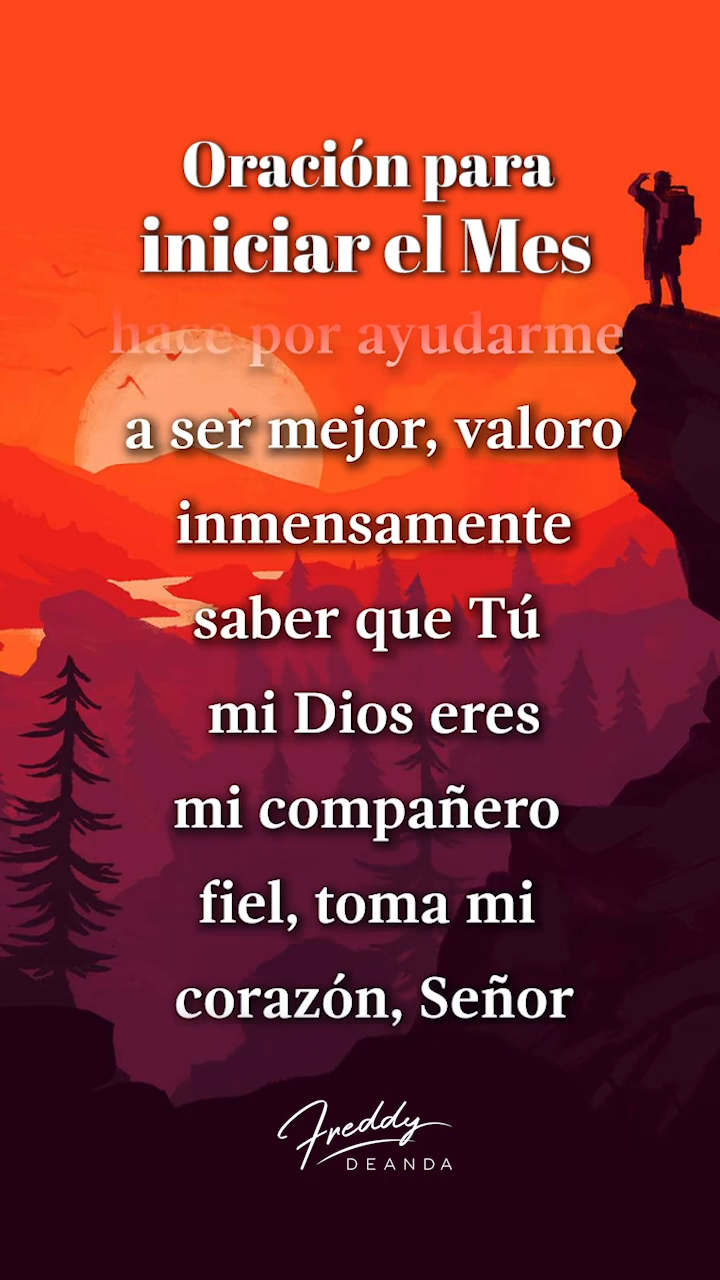 Oración para
iniciar el Mes
hace por ayudarme
a ser mejor, valoro
inmensamente
saber que Tú
mi Dios eres
mi compañero
fiel, toma mi
corazón, Señor
Freddy
DEANDA